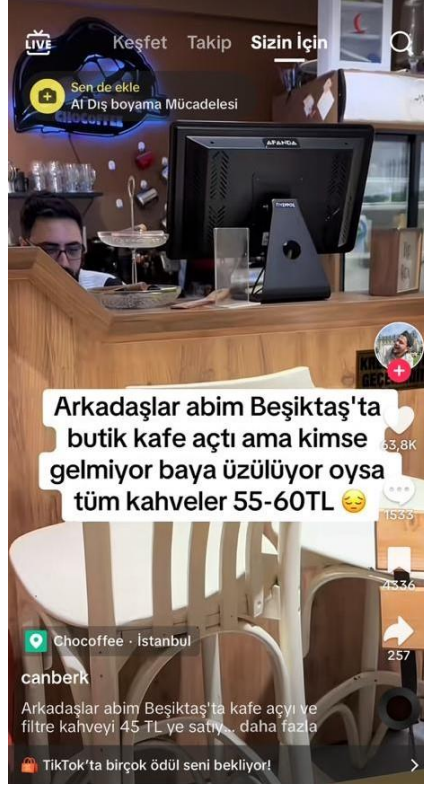 LIVE
Keşfet
Takip
Sizin İçin
Sen de ekle
AI Dış boyama Mücadelesi
CHOCOFFEE
APANDA
Arkadaşlar abim Beşiktaş'ta
butik kafe açtı ama kimse
gelmiyor baya üzülüyor oysa
tüm kahveler 55-60TL 😔
63,8K
1533
4336
257
Chocoffee · İstanbul
canberk
Arkadaşlar abim Beşiktaş'ta kafe açyı ve
filtre kahveyi 45 TL ye satıy... daha fazla
TikTok'ta birçok ödül seni bekliyor!